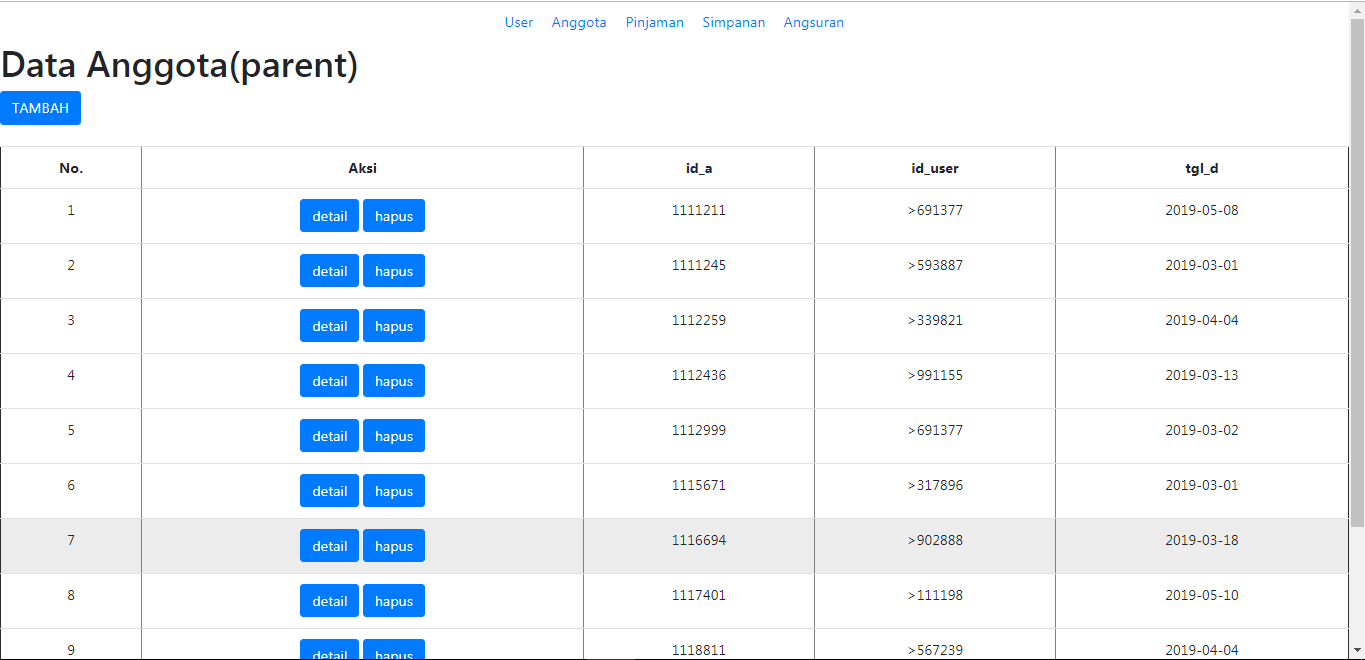 User Anggota Pinjaman Simpanan Angsuran
Data Anggota(parent)
TAMBAH
No. Aksi id_a id_user tgl_d
1 detail hapus 1111211 >691377 2019-05-08
2 detail hapus 1111245 >593887 2019-03-01
3 detail hapus 1112259 >339821 2019-04-04
4 detail hapus 1112436 >991155 2019-03-13
5 detail hapus 1112999 >691377 2019-03-02
6 detail hapus 1115671 >317896 2019-03-01
7 detail hapus 1116694 >902888 2019-03-18
8 detail hapus 1117401 >111198 2019-05-10
9 detail hapus 1118811 >567239 2019-04-04